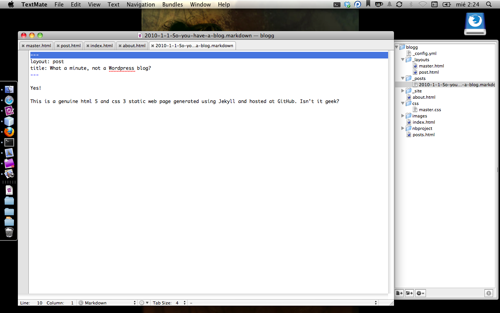 TextMate File Edit View Text Navigation Bundles Window Help mié 2:24
2010-1-1-So-you-have-a-blog.markdown — blogg
master.html post.html index.html about.html 2010-1-1-So-yo...-a-blog.markdown
---
layout: post
title: What a minute, not a Wordpress blog?
---
Yes!
This is a genuine html 5 and css 3 static web page generated using Jekyll and hosted at GitHub. Isn't it geek?
Line: 10 Column: 1 Markdown Tab Size: 4 -
blogg
_config.yml
_layouts
master.html
post.html
_posts
2010-1-1-So-you-...-a-blog.markdown
_site
about.html
css
master.css
images
index.html
nbproject
posts.html